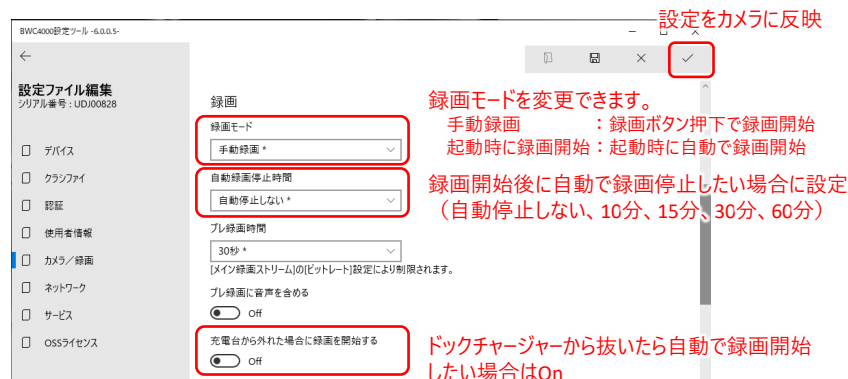 設定をカメラに反映
BWC4000設定ツール -6.0.0.5-
設定ファイル編集
シリアル番号 : UDJ00828
デバイス
クラシファイ
認証
使用者情報
カメラ／録画
ネットワーク
サービス
OSSライセンス
録画
録画モード
手動録画 *
自動録画停止時間
自動停止しない *
プレ録画時間
30秒 *
[メイン録画ストリーム]の[ビットレート]設定により制限されます。
プレ録画に音声を含める
Off
充電台から外れた場合に録画を開始する
Off
録画モードを変更できます。
手動録画　　　　：録画ボタン押下で録画開始
起動時に録画開始：起動時に自動で録画開始
録画開始後に自動で録画停止したい場合に設定
（自動停止しない、10分、15分、30分、60分）
ドックチャージャーから抜いたら自動で録画開始
したい場合はOn